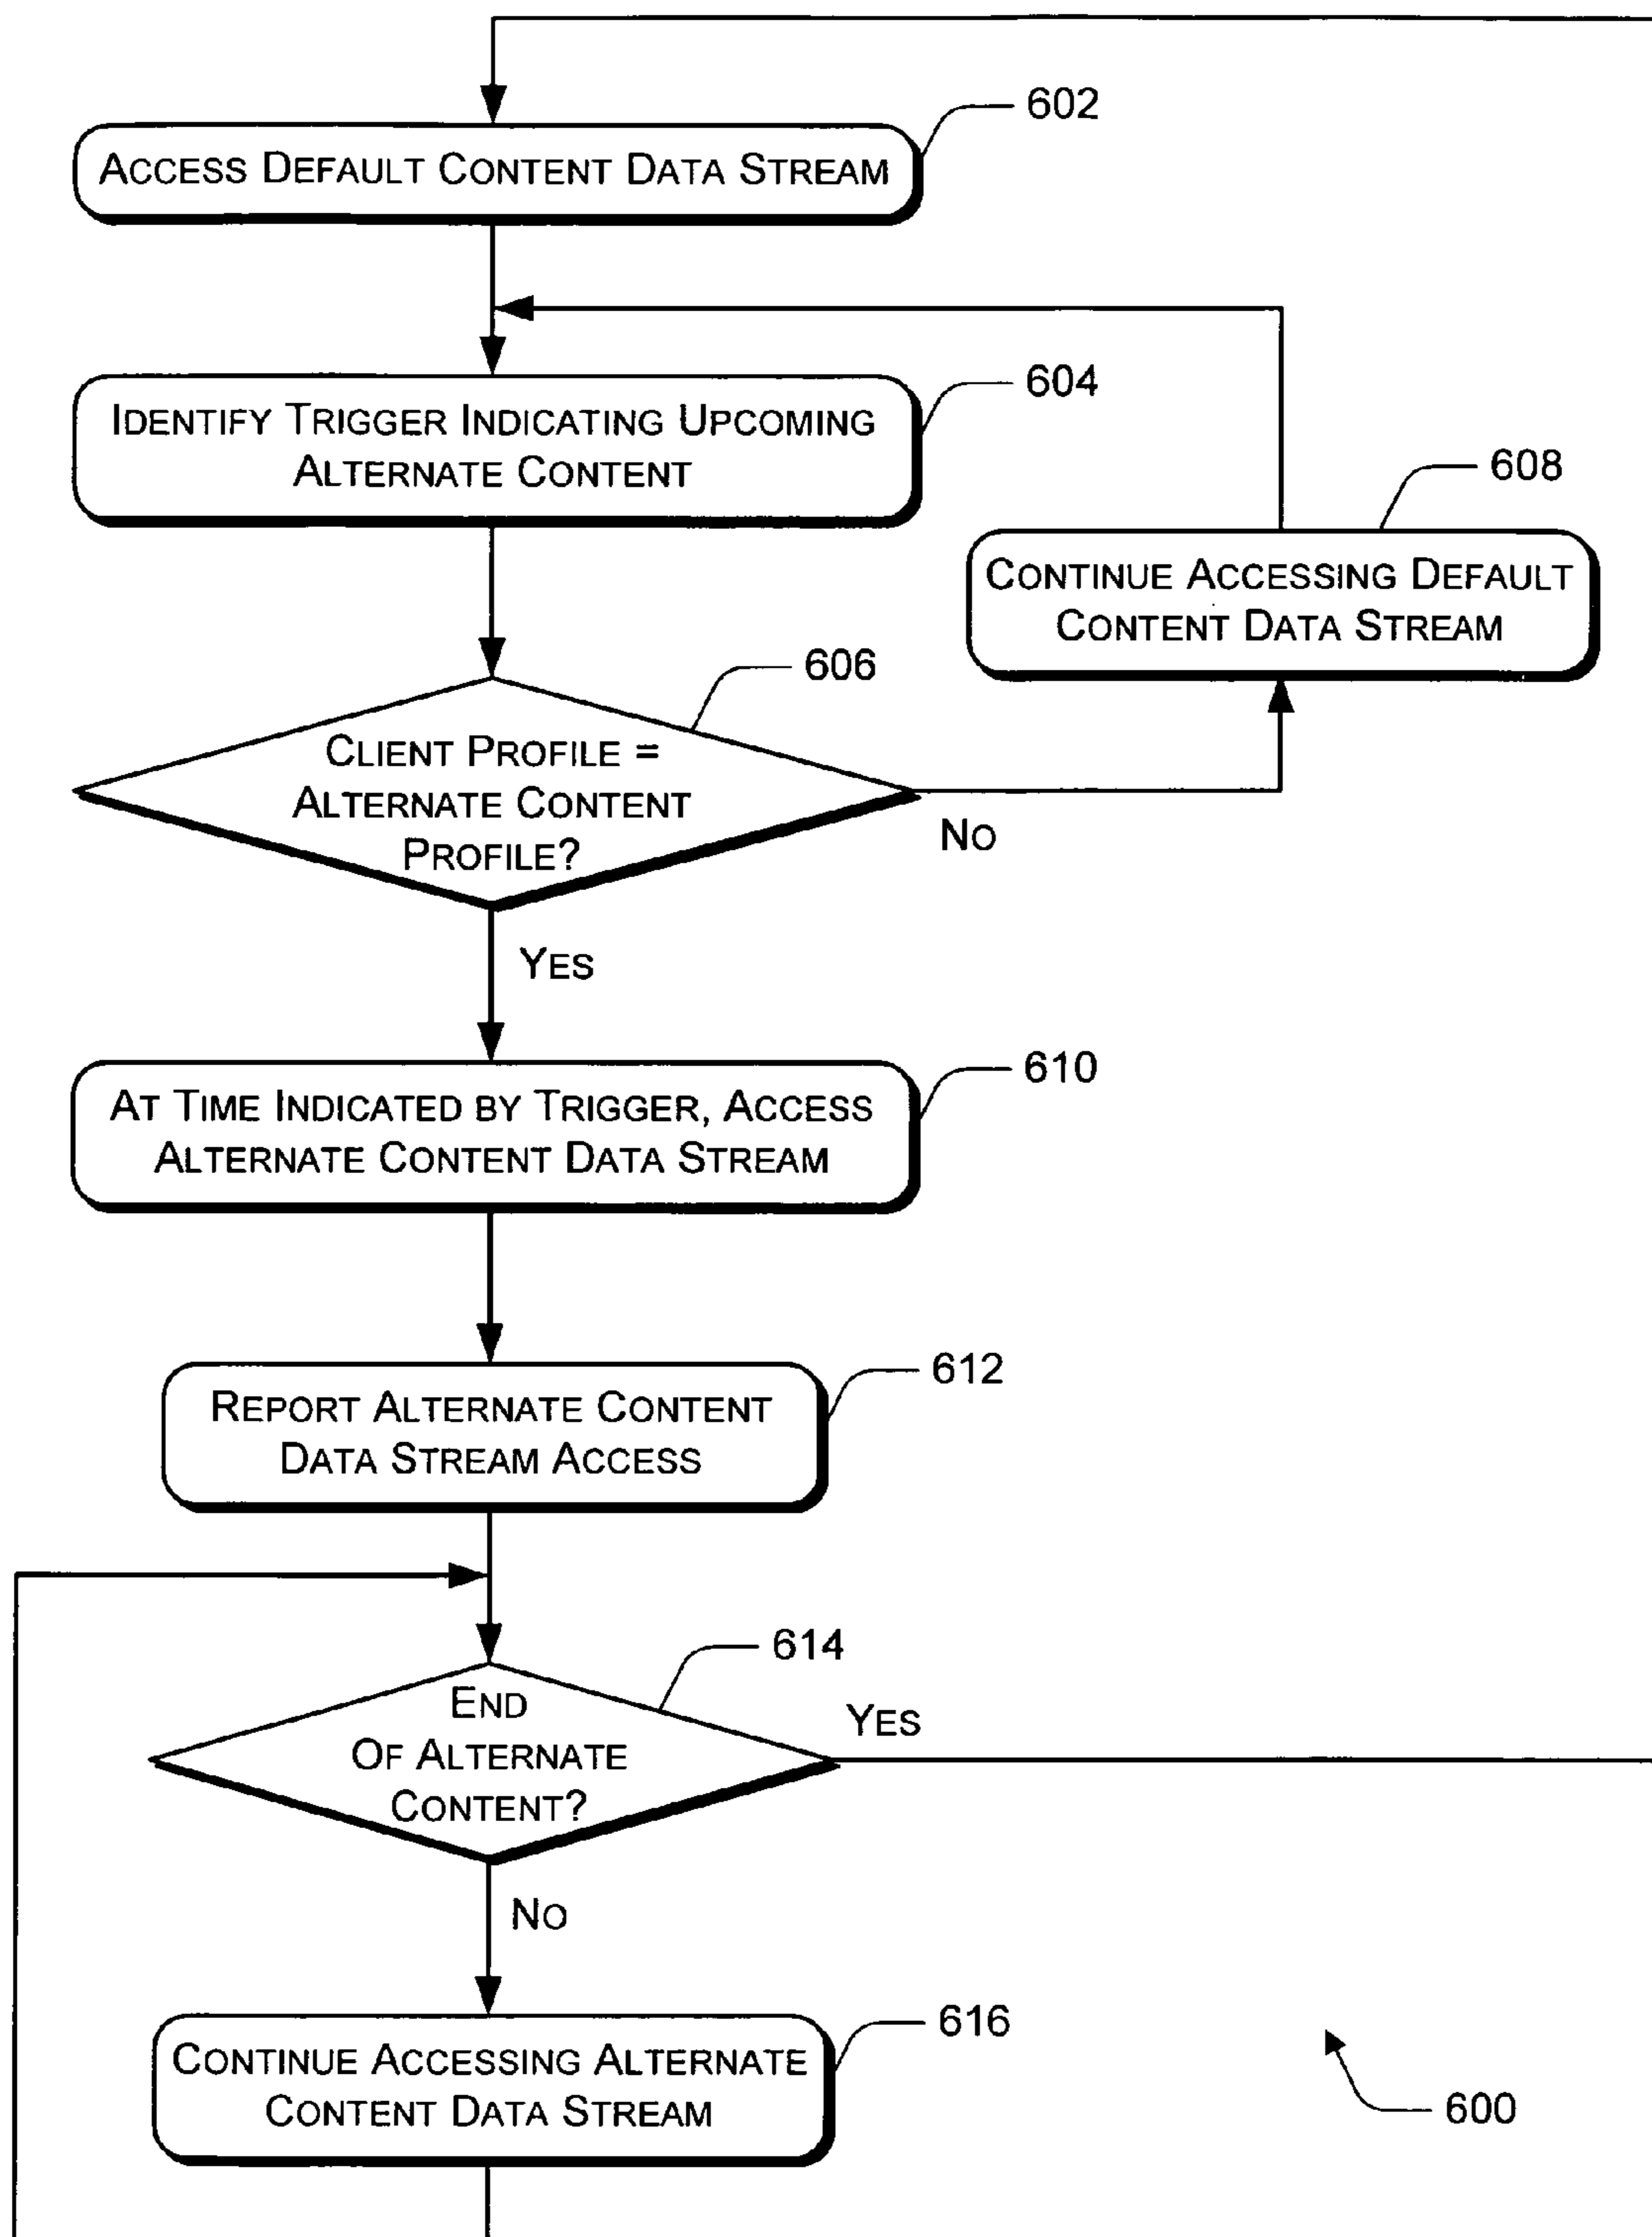 602
ACCESS DEFAULT CONTENT DATA STREAM
604
IDENTIFY TRIGGER INDICATING UPCOMING
ALTERNATE CONTENT
608
CONTINUE ACCESSING DEFAULT
CONTENT DATA STREAM
606
CLIENT PROFILE =
ALTERNATE CONTENT
PROFILE?
NO
YES
610
AT TIME INDICATED BY TRIGGER, ACCESS
ALTERNATE CONTENT DATA STREAM
612
REPORT ALTERNATE CONTENT
DATA STREAM ACCESS
614
END
OF ALTERNATE
CONTENT?
YES
NO
616
CONTINUE ACCESSING ALTERNATE
CONTENT DATA STREAM
600